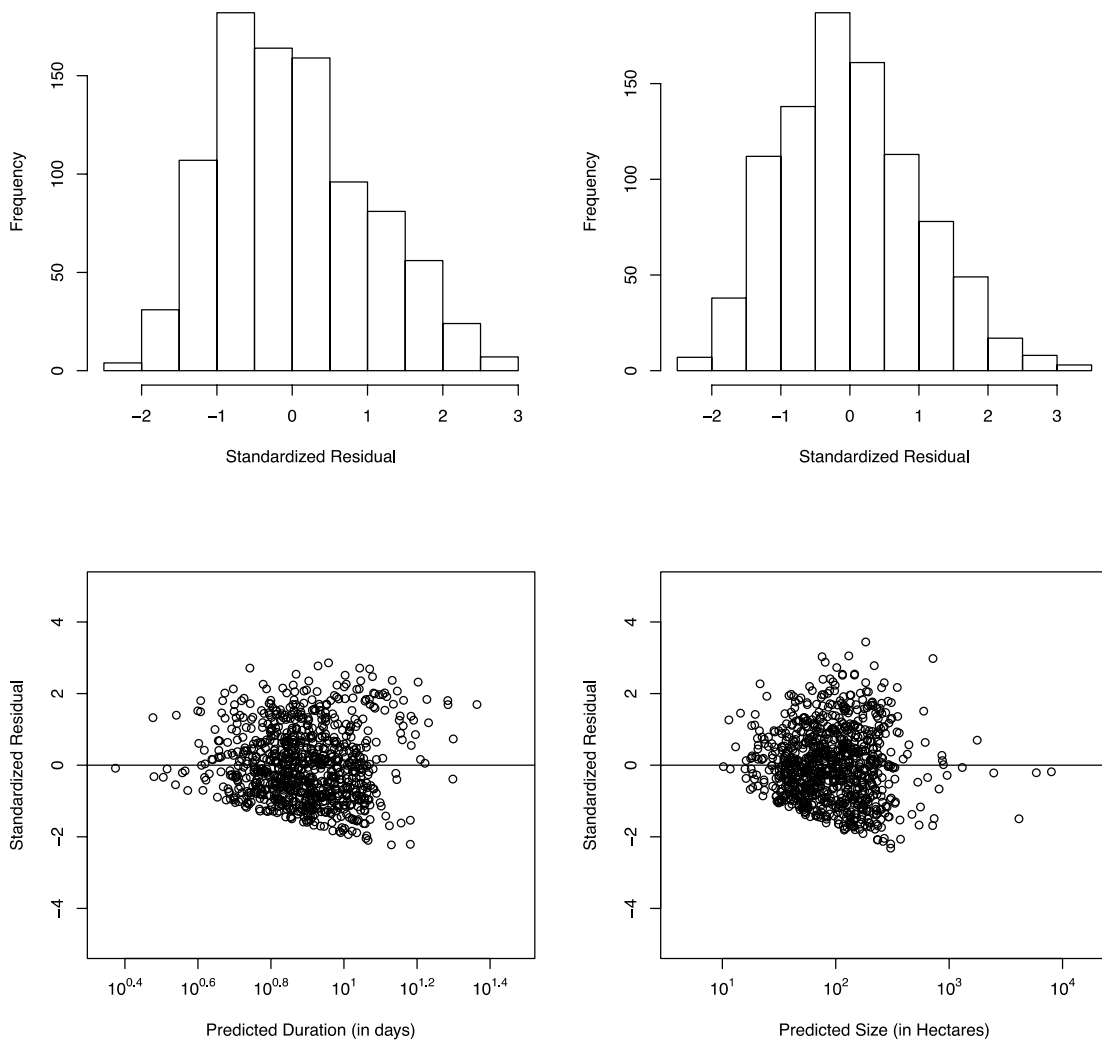 150
100
50
0
Frequency
−2 −1 0 1 2 3
Standardized Residual
150
100
50
0
Frequency
−2 −1 0 1 2 3
Standardized Residual
4
2
0
−2
−4
Standardized Residual
10^0.4 10^0.6 10^0.8 10^1 10^1.2 10^1.4
Predicted Duration (in days)
4
2
0
−2
−4
Standardized Residual
10^1 10^2 10^3 10^4
Predicted Size (in Hectares)